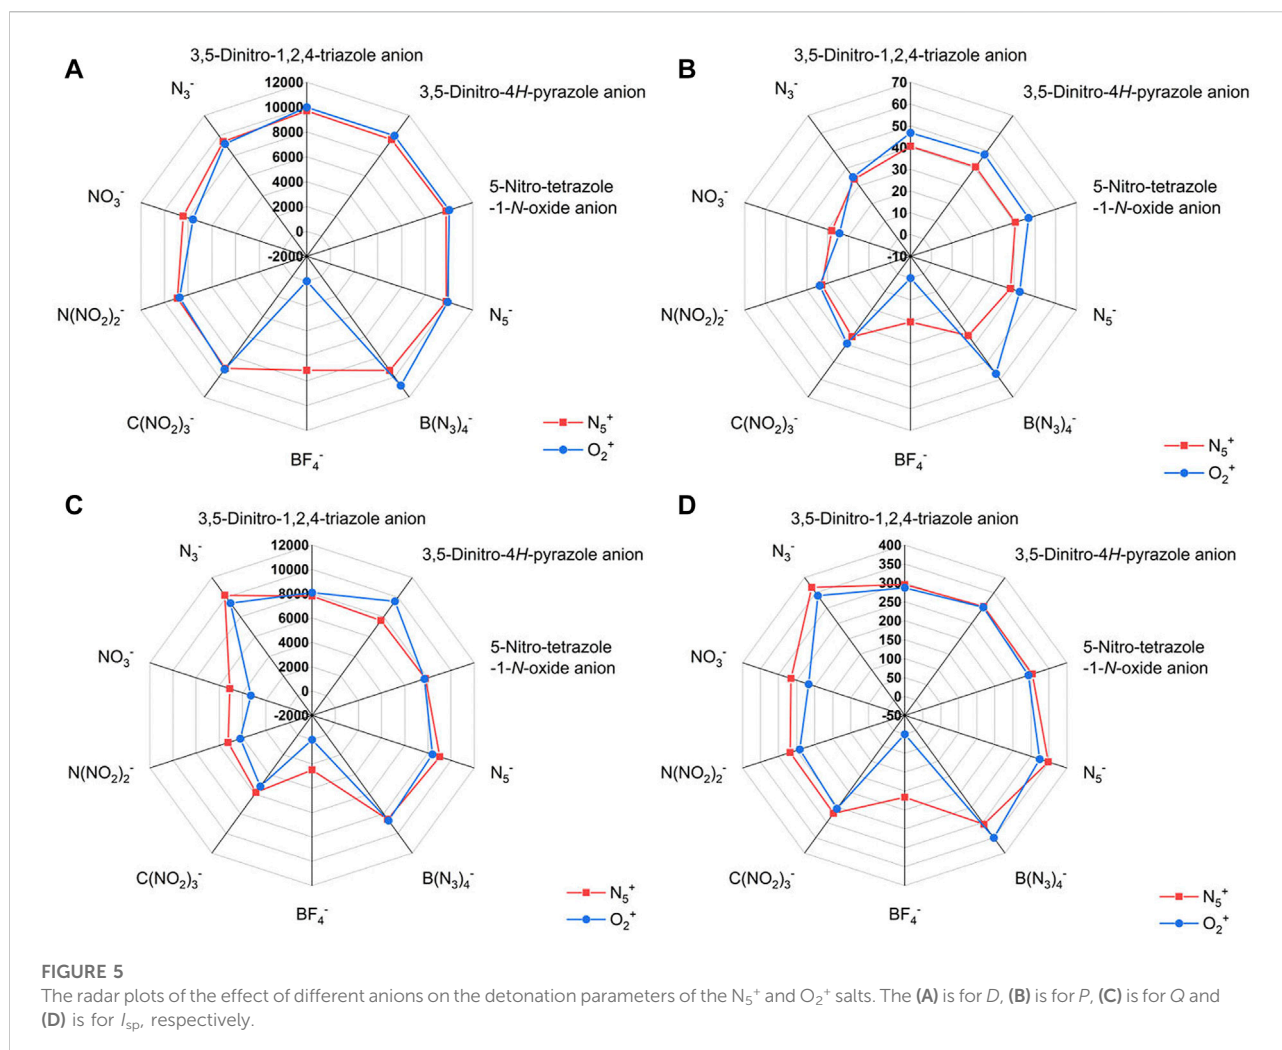 A
3,5-Dinitro-1,2,4-triazole anion
3,5-Dinitro-4H-pyrazole anion
5-Nitro-tetrazole
-1-N-oxide anion
N₅⁻
B(N₃)₄⁻
BF₄⁻
C(NO₂)₃⁻
N(NO₂)₂⁻
NO₃⁻
N₃⁻
12000
10000
8000
6000
4000
2000
0
-2000
N₅⁺
O₂⁺
B
3,5-Dinitro-1,2,4-triazole anion
3,5-Dinitro-4H-pyrazole anion
5-Nitro-tetrazole
-1-N-oxide anion
N₅⁻
B(N₃)₄⁻
BF₄⁻
C(NO₂)₃⁻
N(NO₂)₂⁻
NO₃⁻
N₃⁻
70
60
50
40
30
20
10
0
-10
N₅⁺
O₂⁺
C
3,5-Dinitro-1,2,4-triazole anion
3,5-Dinitro-4H-pyrazole anion
5-Nitro-tetrazole
-1-N-oxide anion
N₅⁻
B(N₃)₄⁻
BF₄⁻
C(NO₂)₃⁻
N(NO₂)₂⁻
NO₃⁻
N₃⁻
12000
10000
8000
6000
4000
2000
0
-2000
N₅⁺
O₂⁺
D
3,5-Dinitro-1,2,4-triazole anion
3,5-Dinitro-4H-pyrazole anion
5-Nitro-tetrazole
-1-N-oxide anion
N₅⁻
B(N₃)₄⁻
BF₄⁻
C(NO₂)₃⁻
N(NO₂)₂⁻
NO₃⁻
N₃⁻
400
350
300
250
200
150
100
50
0
-50
N₅⁺
O₂⁺
FIGURE 5
The radar plots of the effect of different anions on the detonation parameters of the N₅⁺ and O₂⁺ salts. The (A) is for D, (B) is for P, (C) is for Q and
(D) is for Iₛₚ, respectively.